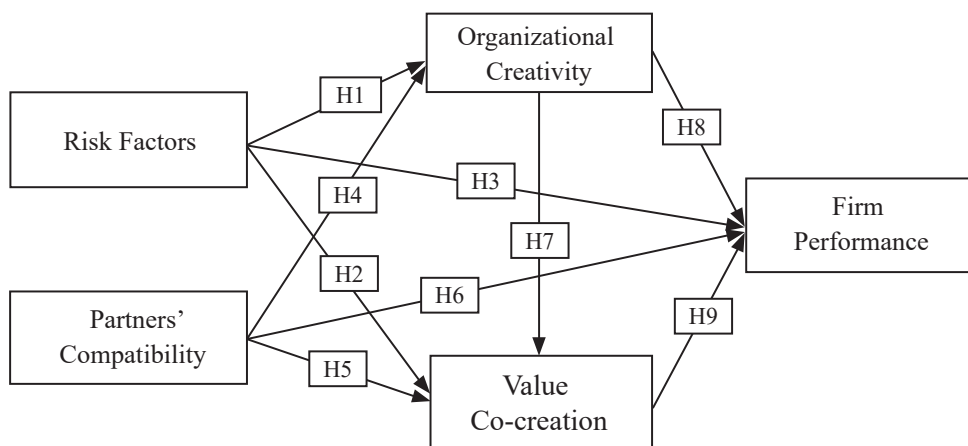 Organizational
Creativity
H1
H8
Risk Factors
H3
H4
Firm
Performance
H7
H2
H6
Partners’
Compatibility
H9
H5
Value
Co-creation